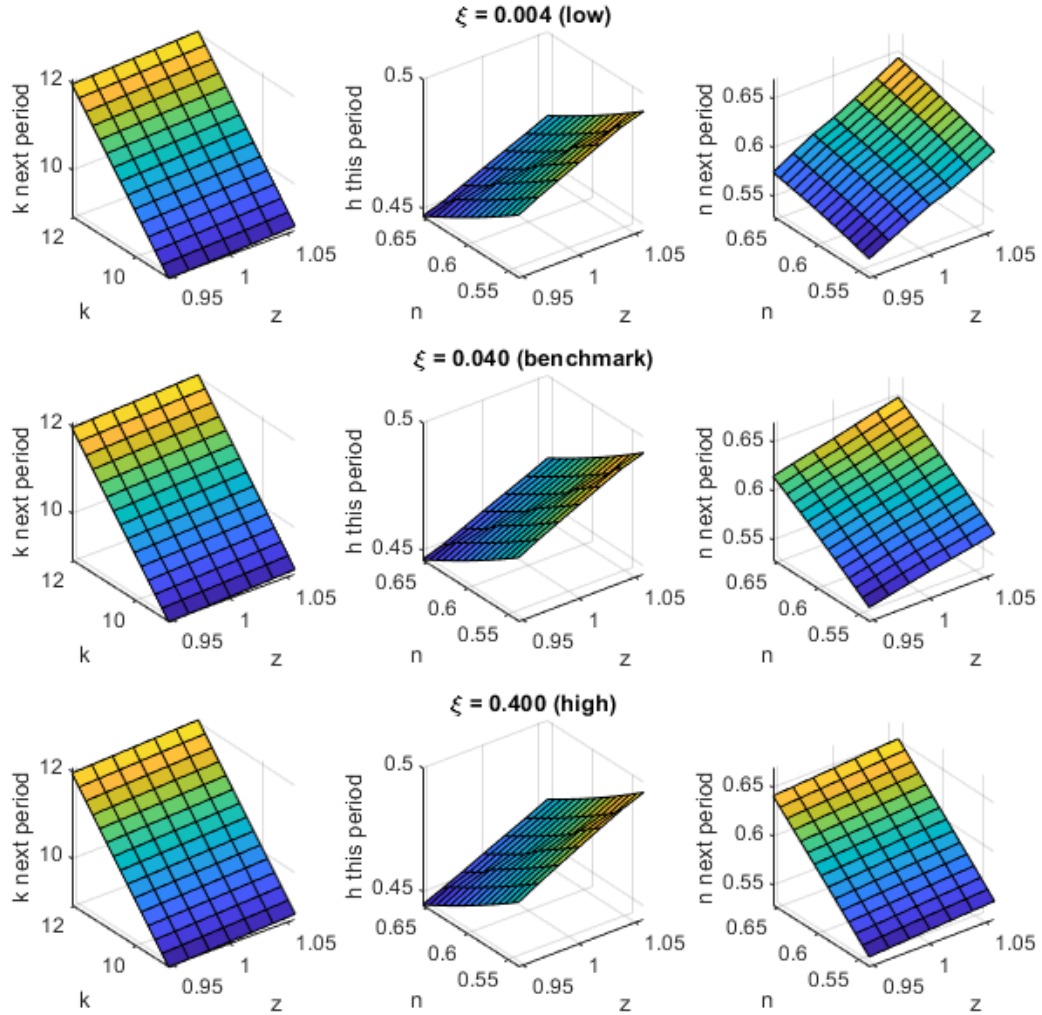 ξ = 0.004 (low)
k next period
12
10
12
10
k
0.95
1
1.05
z
h this period
0.5
0.45
0.65
0.6
0.55
n
0.95
1
1.05
z
n next period
0.65
0.6
0.55
0.65
0.6
0.55
n
0.95
1
1.05
z
ξ = 0.040 (benchmark)
k next period
12
10
12
10
k
0.95
1
1.05
z
h this period
0.5
0.45
0.65
0.6
0.55
n
0.95
1
1.05
z
n next period
0.65
0.6
0.55
0.65
0.6
0.55
n
0.95
1
1.05
z
ξ = 0.400 (high)
k next period
12
10
12
10
k
0.95
1
1.05
z
h this period
0.5
0.45
0.65
0.6
0.55
n
0.95
1
1.05
z
n next period
0.65
0.6
0.55
0.65
0.6
0.55
n
0.95
1
1.05
z